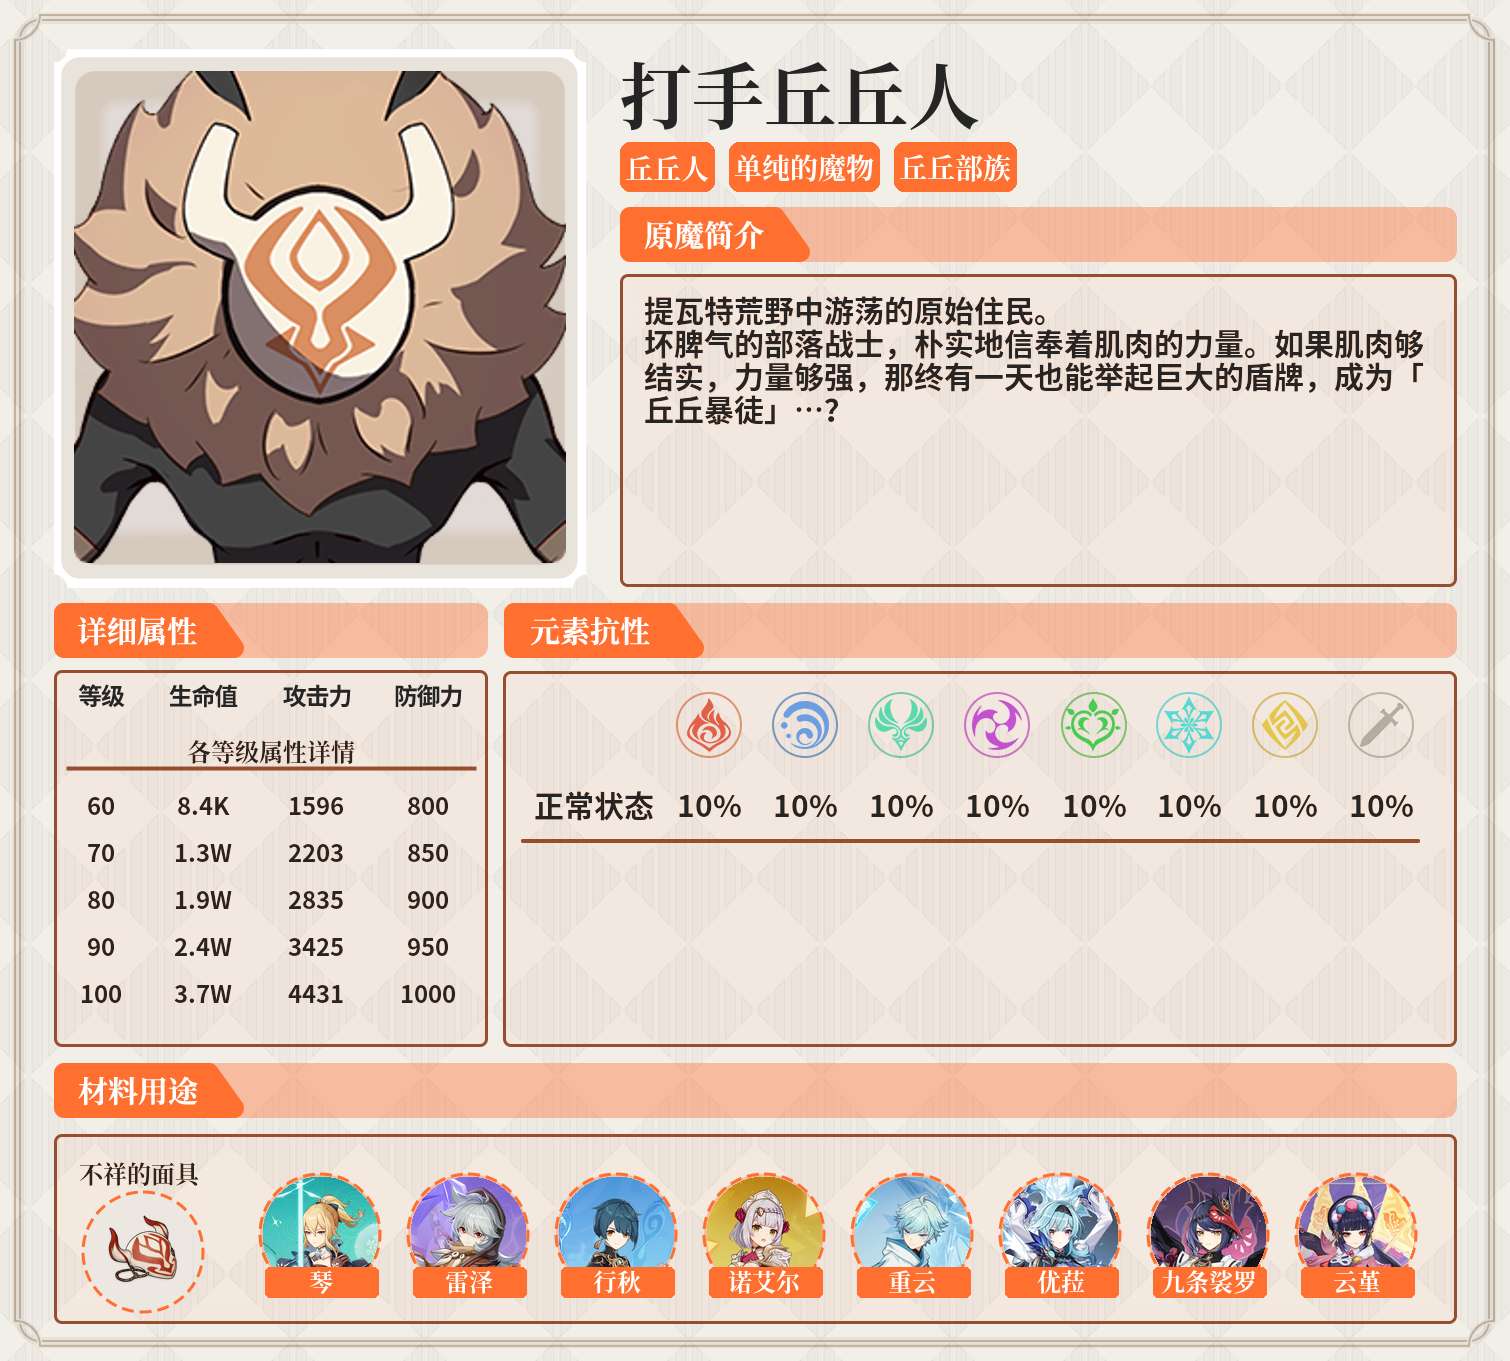 打手丘丘人
丘丘人 单纯的魔物 丘丘部族
原魔简介
提瓦特荒野中游荡的原始住民。
坏脾气的部落战士，朴实地信奉着肌肉的力量。如果肌肉够
结实，力量够强，那终有一天也能举起巨大的盾牌，成为「
丘丘暴徒」…?
详细属性
等级 生命值 攻击力 防御力
各等级属性详情
60 8.4K 1596 800
70 1.3W 2203 850
80 1.9W 2835 900
90 2.4W 3425 950
100 3.7W 4431 1000
元素抗性
正常状态 10% 10% 10% 10% 10% 10% 10% 10%
材料用途
不祥的面具
琴 雷泽 行秋 诺艾尔 重云 优菈 九条裟罗 云堇